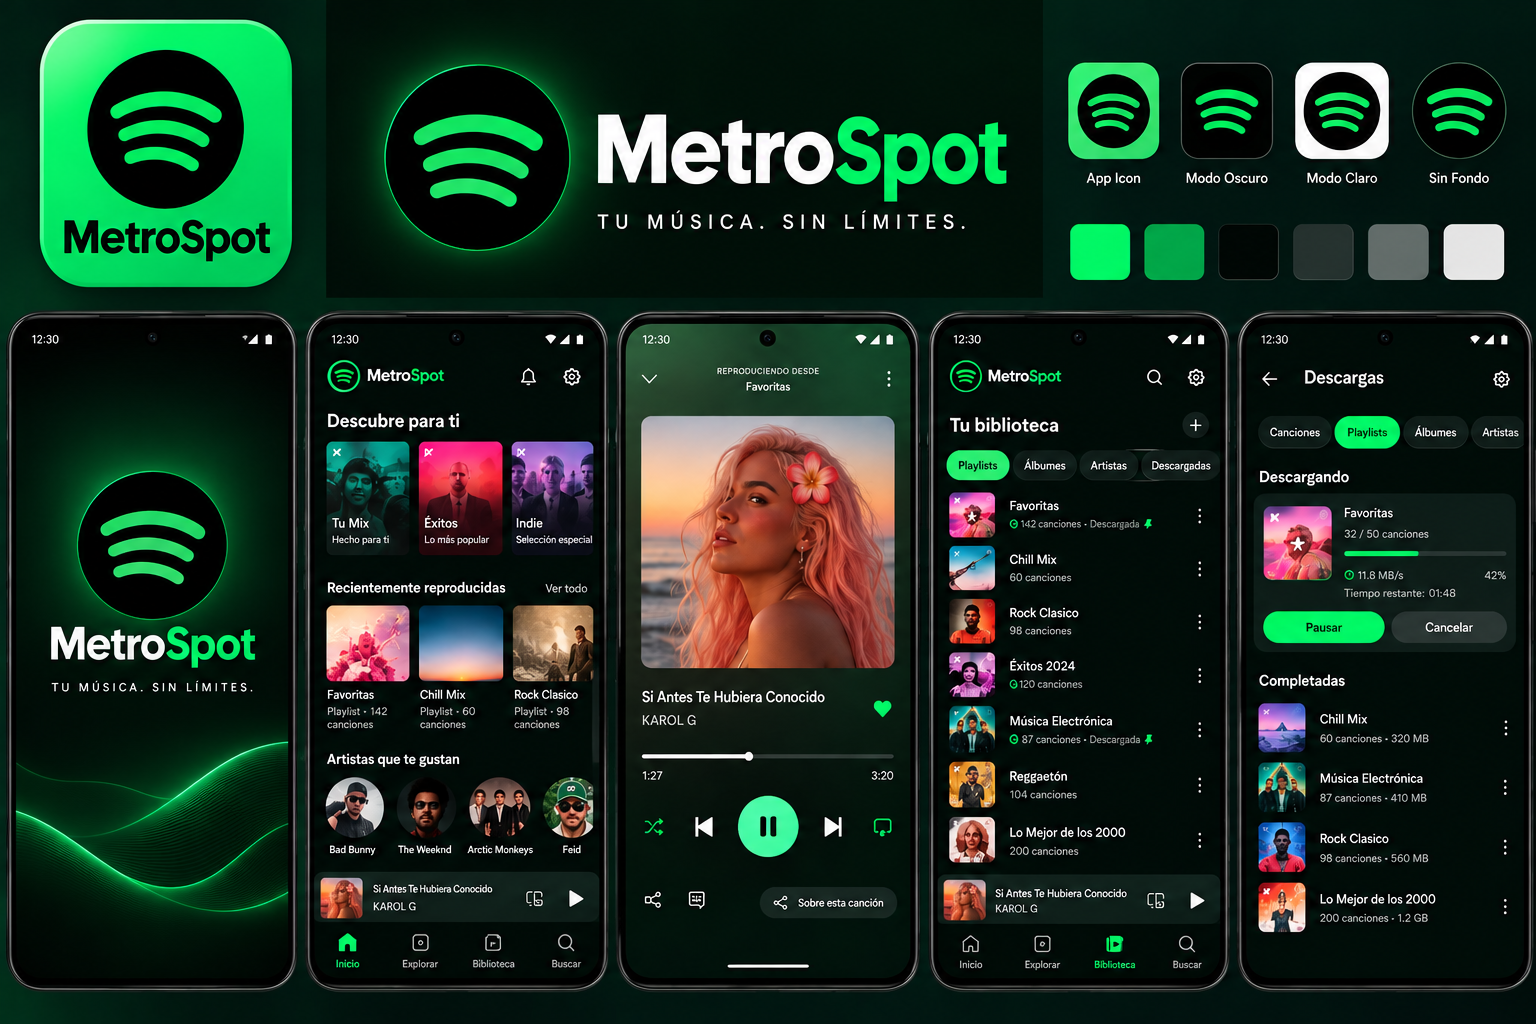 MetroSpot
MetroSpot
TU MÚSICA. SIN LÍMITES.
App Icon
Modo Oscuro
Modo Claro
Sin Fondo
12:30
MetroSpot
TU MÚSICA. SIN LÍMITES.
12:30
MetroSpot
Descubre para ti
Tu Mix
Hecho para ti
Éxitos
Lo más popular
Indie
Selección especial
Recientemente reproducidas
Ver todo
Favoritas
Playlist • 142
canciones
Chill Mix
Playlist • 60
canciones
Rock Clasico
Playlist • 98
canciones
Artistas que te gustan
Bad Bunny
The Weeknd
Arctic Monkeys
Feid
Si Antes Te Hubiera Conocido
KAROL G
Inicio
Explorar
Biblioteca
Buscar
12:30
REPRODUCIENDO DESDE
Favoritas
Si Antes Te Hubiera Conocido
KAROL G
1:27
3:20
Sobre esta canción
12:30
MetroSpot
Tu biblioteca
Playlists
Álbumes
Artistas
Descargadas
Favoritas
142 canciones • Descargada
Chill Mix
60 canciones
Rock Clasico
98 canciones
Éxitos 2024
120 canciones
Música Electrónica
87 canciones • Descargada
Reggaetón
104 canciones
Lo Mejor de los 2000
200 canciones
Si Antes Te Hubiera Conocido
KAROL G
Inicio
Explorar
Biblioteca
Buscar
12:30
Descargas
Canciones
Playlists
Álbumes
Artistas
Descargando
Favoritas
32 / 50 canciones
11.8 MB/s
42%
Tiempo restante: 01:48
Pausar
Cancelar
Completadas
Chill Mix
60 canciones • 320 MB
Música Electrónica
87 canciones • 410 MB
Rock Clasico
98 canciones • 560 MB
Lo Mejor de los 2000
200 canciones • 1.2 GB